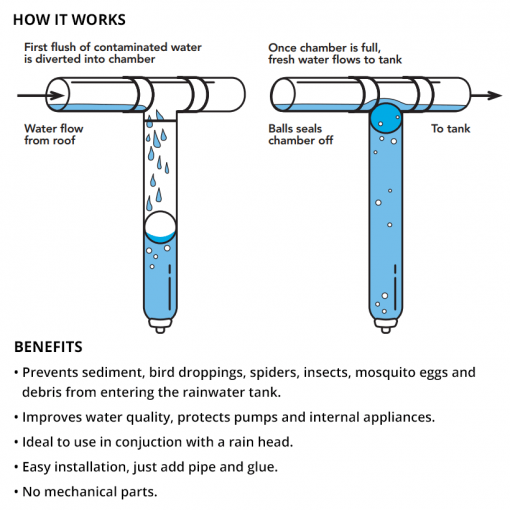 HOW IT WORKS
First flush of contaminated water
is diverted into chamber
Once chamber is full,
fresh water flows to tank
Water flow
from roof
Balls seals
chamber off
To tank
BENEFITS
• Prevents sediment, bird droppings, spiders, insects, mosquito eggs and
debris from entering the rainwater tank.
• Improves water quality, protects pumps and internal appliances.
• Ideal to use in conjuction with a rain head.
• Easy installation, just add pipe and glue.
• No mechanical parts.